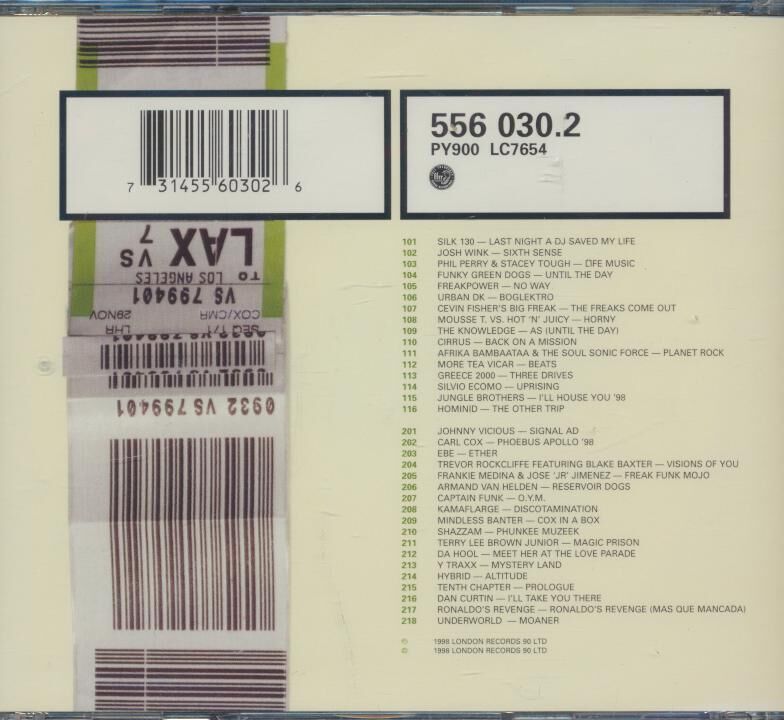 7 31455 60302 6
556 030.2
PY900 LC7654
LAX VS
7
TO LOS ANGELES
VS 799401
COX/CMR 29NOV
SEQ 1/1 LHR
VS799401
0932 VS799401
101 SILK 130 — LAST NIGHT A DJ SAVED MY LIFE
102 JOSH WINK — SIXTH SENSE
103 PHIL PERRY & STACEY TOUGH — LIFE MUSIC
104 FUNKY GREEN DOGS — UNTIL THE DAY
105 FREAKPOWER — NO WAY
106 URBAN DK — BOGLEKTRO
107 CEVIN FISHER'S BIG FREAK — THE FREAKS COME OUT
108 MOUSSE T. VS. HOT 'N' JUICY — HORNY
109 THE KNOWLEDGE — AS (UNTIL THE DAY)
110 CIRRUS — BACK ON A MISSION
111 AFRIKA BAMBAATAA & THE SOUL SONIC FORCE — PLANET ROCK
112 MORE TEA VICAR — BEATS
113 GREECE 2000 — THREE DRIVES
114 SILVIO ECOMO — UPRISING
115 JUNGLE BROTHERS — I'LL HOUSE YOU '98
116 HOMINID — THE OTHER TRIP
201 JOHNNY VICIOUS — SIGNAL AD
202 CARL COX — PHOEBUS APOLLO '98
203 EBE — ETHER
204 TREVOR ROCKCLIFFE FEATURING BLAKE BAXTER — VISIONS OF YOU
205 FRANKIE MEDINA & JOSE 'JR' JIMENEZ — FREAK FUNK MOJO
206 ARMAND VAN HELDEN — RESERVOIR DOGS
207 CAPTAIN FUNK — O.Y.M.
208 KAMAFLARGE — DISCOTAMINATION
209 MINDLESS BANTER — COX IN A BOX
210 SHAZZAM — PHUNKEE MUZEEK
211 TERRY LEE BROWN JUNIOR — MAGIC PRISON
212 DA HOOL — MEET HER AT THE LOVE PARADE
213 Y TRAXX — MYSTERY LAND
214 HYBRID — ALTITUDE
215 TENTH CHAPTER — PROLOGUE
216 DAN CURTIN — I'LL TAKE YOU THERE
217 RONALDO'S REVENGE — RONALDO'S REVENGE (MAS QUE MANCADA)
218 UNDERWORLD — MOANER
℗ 1998 LONDON RECORDS 90 LTD
© 1998 LONDON RECORDS 90 LTD